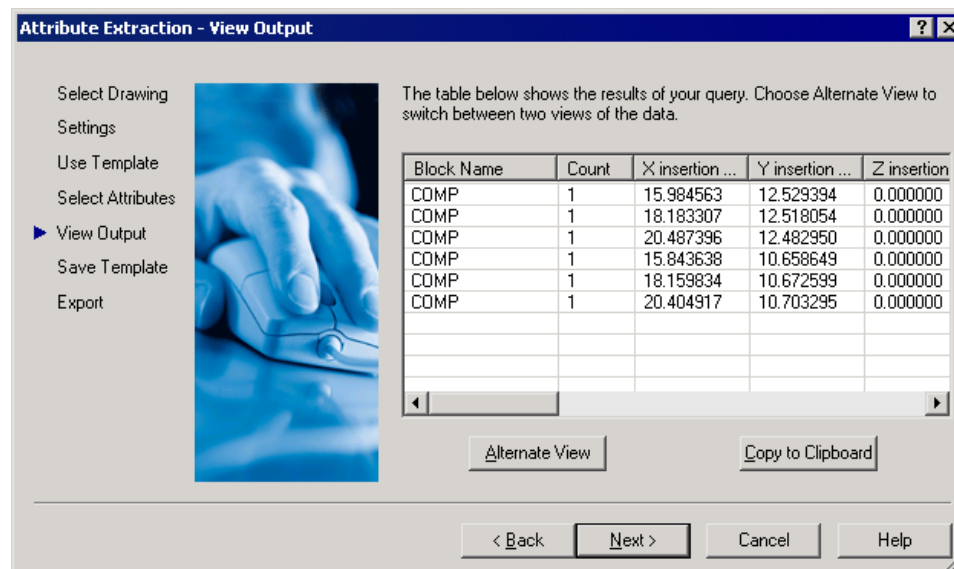 Attribute Extraction - View Output
Select Drawing
Settings
Use Template
Select Attributes
View Output
Save Template
Export
The table below shows the results of your query. Choose Alternate View to
switch between two views of the data.
Block Name Count X insertion ... Y insertion ... Z insertion
COMP 1 15.984563 12.529394 0.000000
COMP 1 18.183307 12.518054 0.000000
COMP 1 20.487396 12.482950 0.000000
COMP 1 15.843638 10.658649 0.000000
COMP 1 18.159834 10.672599 0.000000
COMP 1 20.404917 10.703295 0.000000
Alternate View Copy to Clipboard
< Back Next > Cancel Help